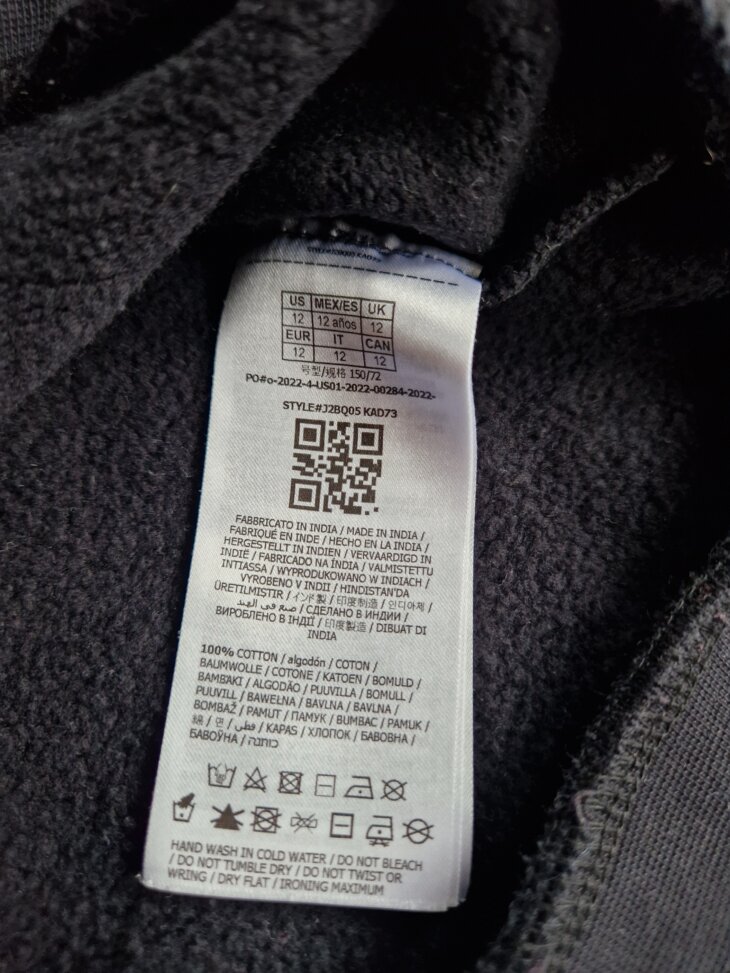 US MEX/ES UK
12 12 años 12
EUR IT CAN
12 12 12
号型/规格 150/72
PO#o-2022-4-US01-2022-00284-2022-
STYLE#J2BQ05 KAD73
FABBRICATO IN INDIA / MADE IN INDIA /
FABRIQUÉ EN INDE / HECHO EN LA INDIA /
HERGESTELLT IN INDIEN / VERVAARDIGD IN
INDIË / FABRICADO NA ÍNDIA / VALMISTETTU
INTIASSA / WYPRODUKOWANO W INDIACH /
VYROBENO V INDII / HINDISTAN'DA
ÜRETILMISTIR / インド製 / 印度制造 / 인디아제 /
صنع في الهند / СДЕЛАНО В ИНДИИ /
ВИРОБЛЕНО В ІНДІЇ / 印度製造 / DIBUAT DI
INDIA
100% COTTON / algodón / COTON /
BAUMWOLLE / COTONE / KATOEN / BOMULD /
BAMBAKI / ALGODÃO / PUUVILLA / BOMULL /
PUUVILL / BAWEŁNA / BAVLNA / BAVLNA /
BOMBAŽ / PAMUT / ПАМУК / BUMBAC / PAMUK /
綿 / 면 / قطن / KAPAS / ХЛОПОК / БАВОВНА /
БАВОЎНА / כותנה
HAND WASH IN COLD WATER / DO NOT BLEACH
/ DO NOT TUMBLE DRY / DO NOT TWIST OR
WRING / DRY FLAT / IRONING MAXIMUM